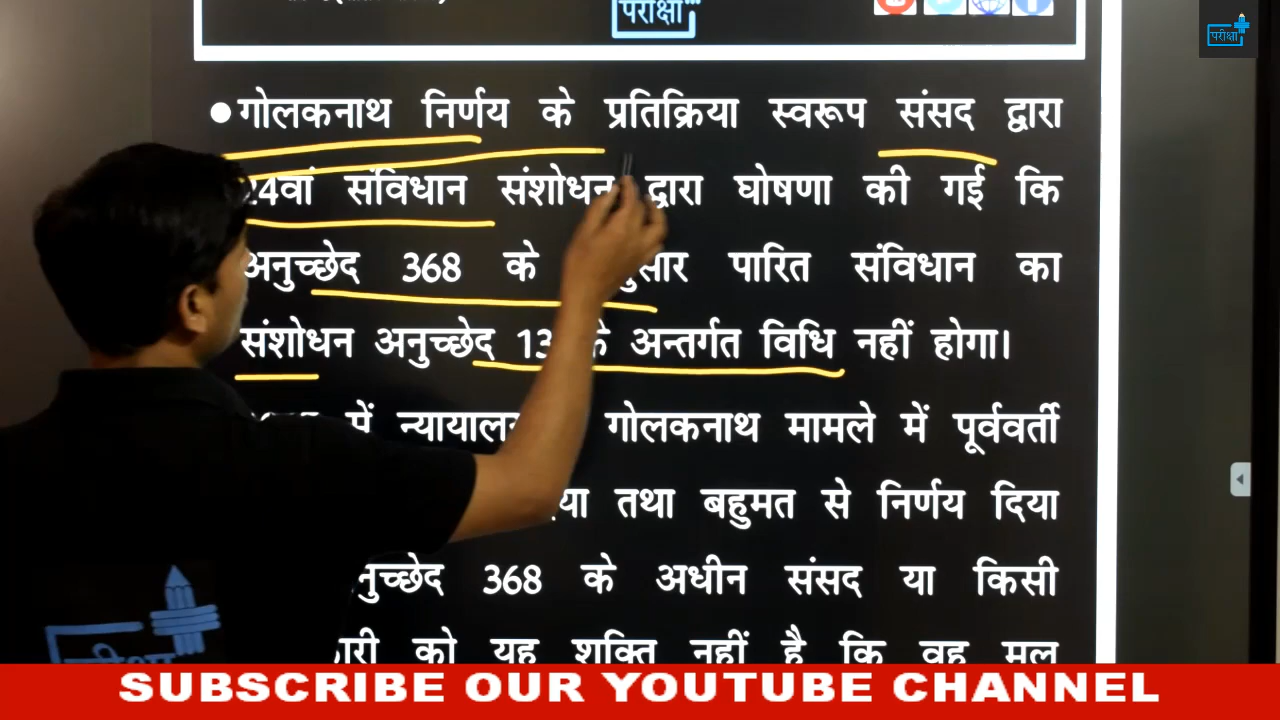 परीक्षा
परीक्षा
गोलकनाथ निर्णय के प्रतिक्रिया स्वरूप संसद द्वारा
24वां संविधान संशोधन द्वारा घोषणा की गई कि
अनुच्छेद 368 के पारित संविधान का
संशोधन अनुच्छेद 13 के अन्तर्गत विधि नहीं होगा।
में गोलकनाथ मामले में पूर्ववर्ती
तथा बहुमत से निर्णय दिया
368 के अधीन संसद या किसी
को यह शक्ति नहीं है कि वह मूल
SUBSCRIBE OUR YOUTUBE CHANNEL